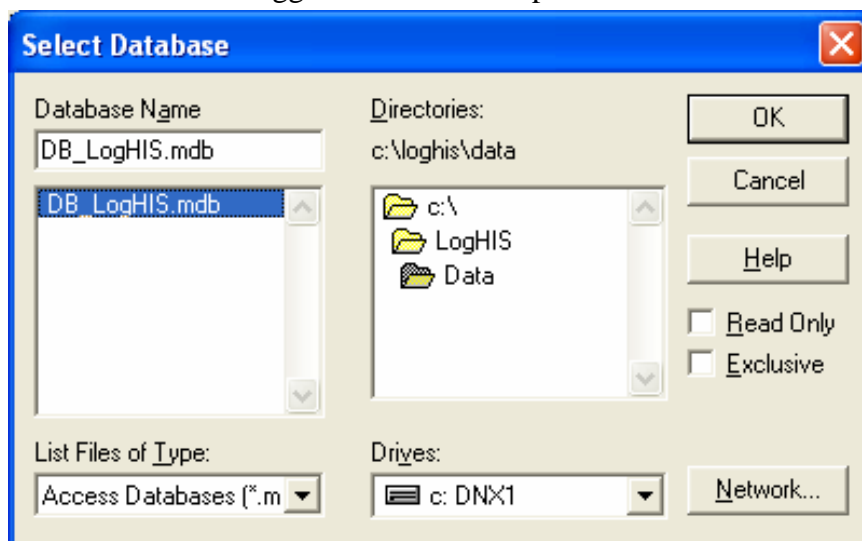 Select Database
Database Name
DB_LogHIS.mdb
DB_LogHIS.mdb
List Files of Type:
Access Databases (*.m
Directories:
c:\loghis\data
c:\
LogHIS
Data
Drives:
c: DNX1
OK
Cancel
Help
Read Only
Exclusive
Network...